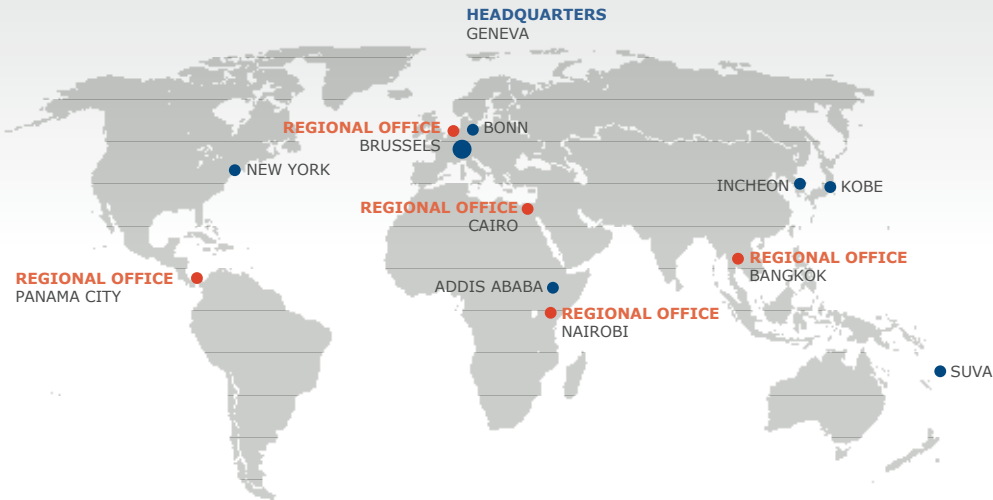 HEADQUARTERS
GENEVA
REGIONAL OFFICE
BRUSSELS
BONN
NEW YORK
INCHEON
KOBE
REGIONAL OFFICE
CAIRO
REGIONAL OFFICE
BANGKOK
REGIONAL OFFICE
PANAMA CITY
ADDIS ABABA
REGIONAL OFFICE
NAIROBI
SUVA